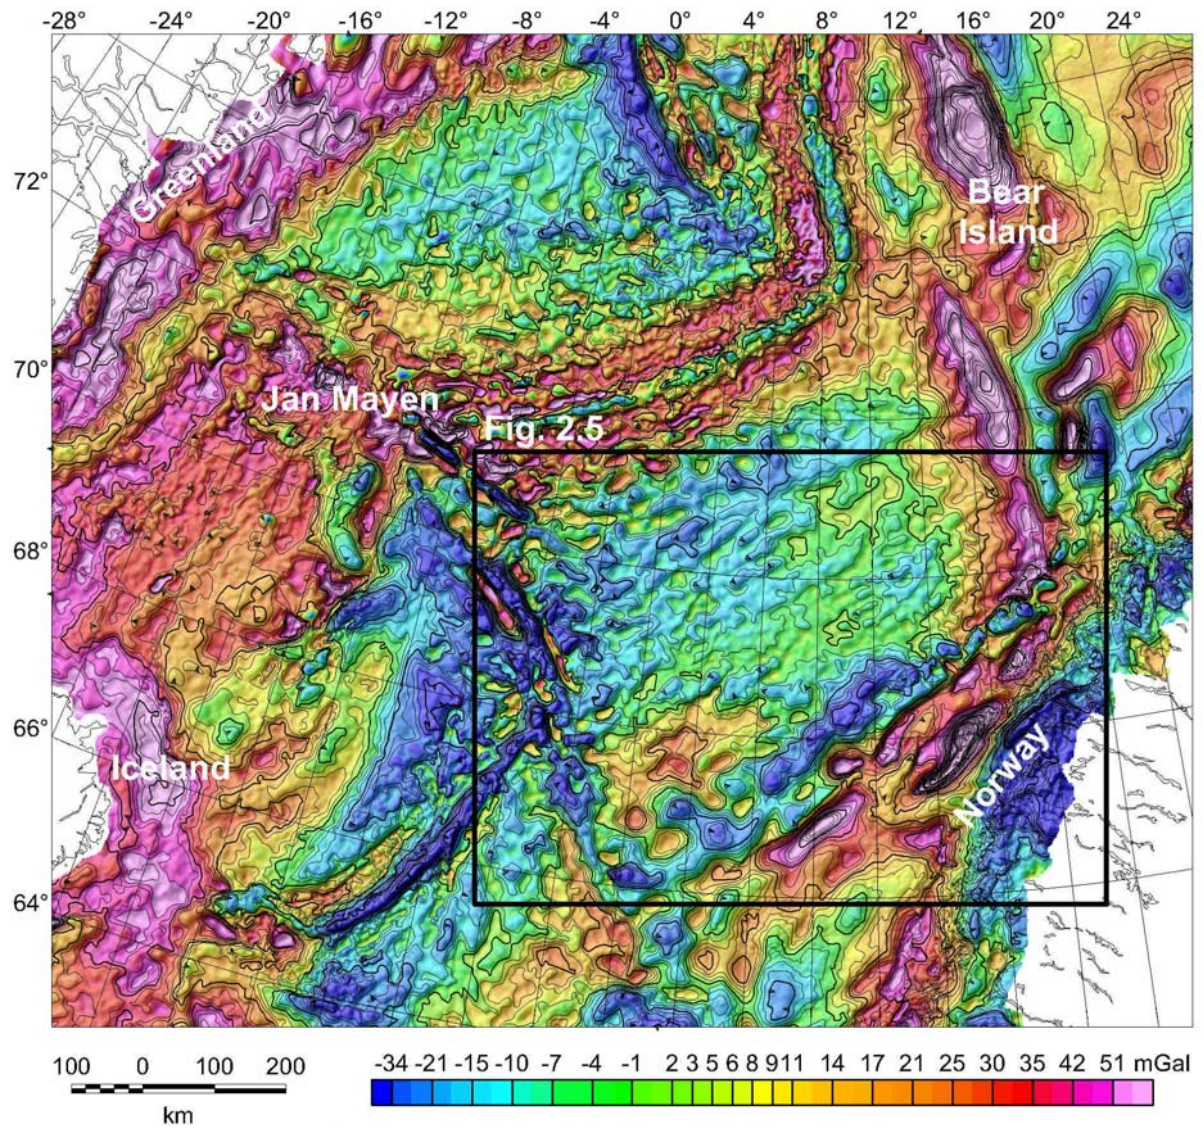 -28° -24° -20° -16° -12° -8° -4° 0° 4° 8° 12° 16° 20° 24°
Greenland
72°
Bear
Island
70°
Jan Mayen
Fig. 2.5
68°
66°
Iceland
Norway
64°
100 0 100 200
km
-34 -21 -15 -10 -7 -4 -1 2 3 5 6 8 9 11 14 17 21 25 30 35 42 51 mGal